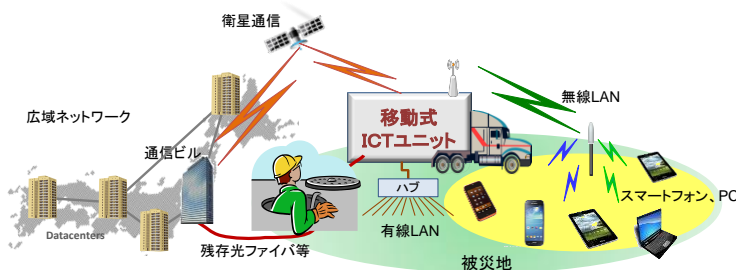 衛星通信
広域ネットワーク
通信ビル
Datacenters
残存光ファイバ等
移動式
ICTユニット
ハブ
有線LAN
無線LAN
スマートフォン、PC
被災地